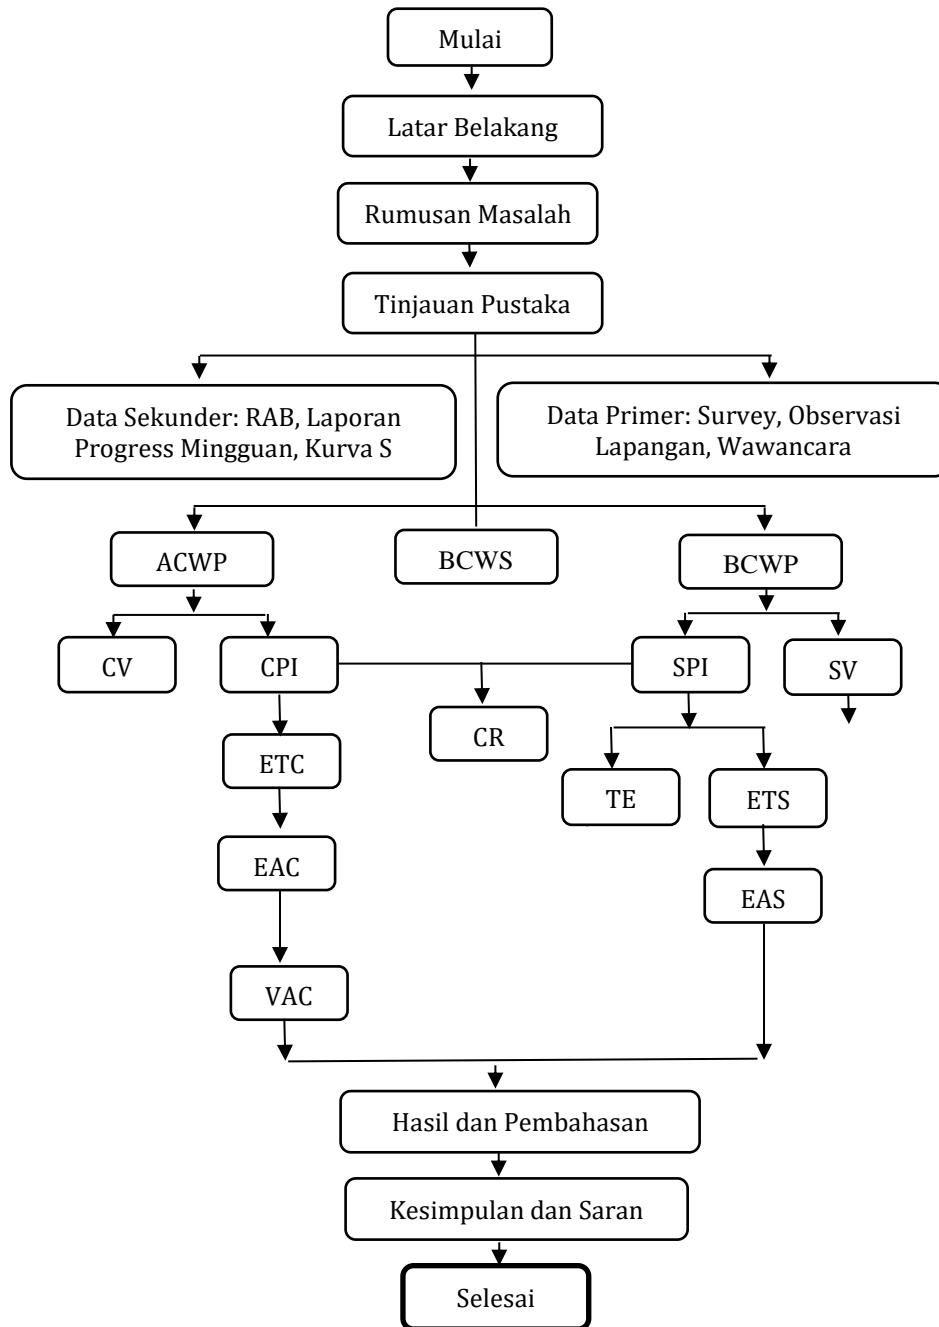 Mulai
Latar Belakang
Rumusan Masalah
Tinjauan Pustaka
Data Sekunder: RAB, Laporan
Progress Mingguan, Kurva S
Data Primer: Survey, Observasi
Lapangan, Wawancara
ACWP
BCWS
BCWP
CV
CPI
SPI
SV
CR
ETC
TE
ETS
EAC
EAS
VAC
Hasil dan Pembahasan
Kesimpulan dan Saran
Selesai